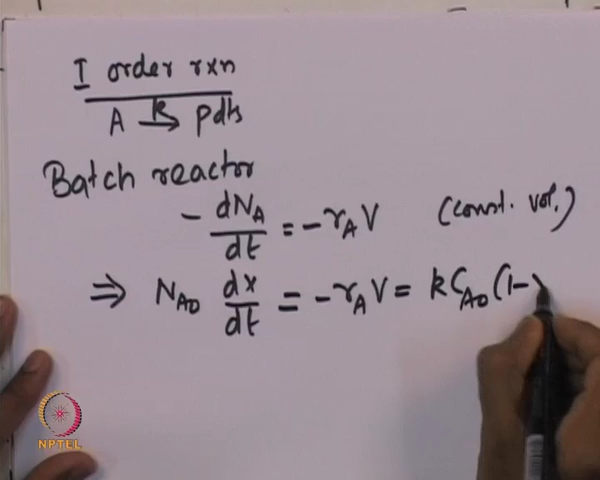 I order rxn
A k→ Pdts
Batch reactor
- dN_A/dt = -r_A V (const. vol.)
⇒ N_A0 dx/dt = -r_A V = k C_A0 (1-
NPTEL